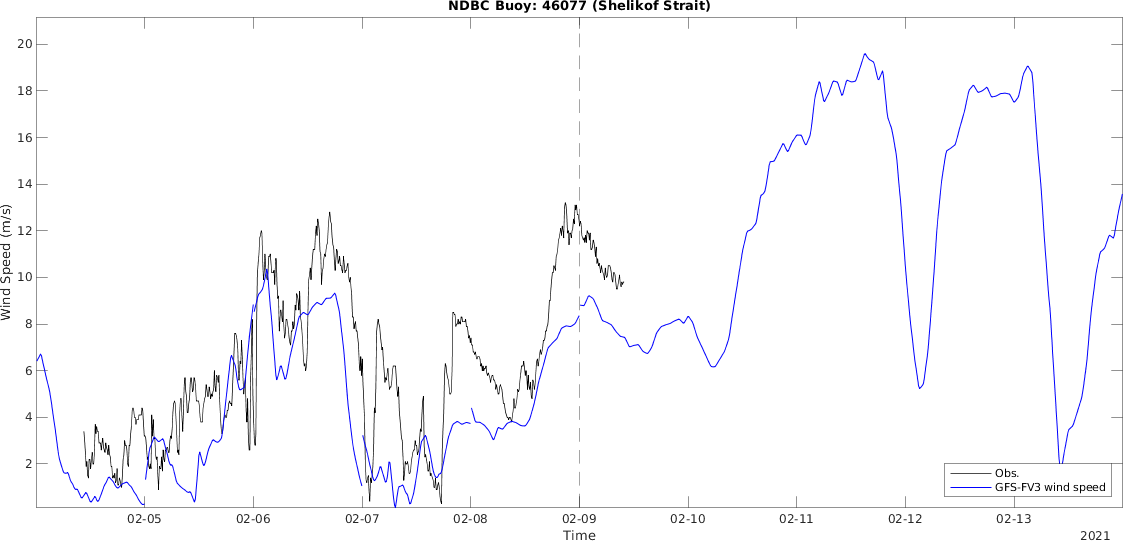 NDBC Buoy: 46077 (Shelikof Strait)
20
18
16
14
12
10
8
6
4
2
Wind Speed (m/s)
Obs.
GFS-FV3 wind speed
02-05 02-06 02-07 02-08 02-09 02-10 02-11 02-12 02-13
Time
2021